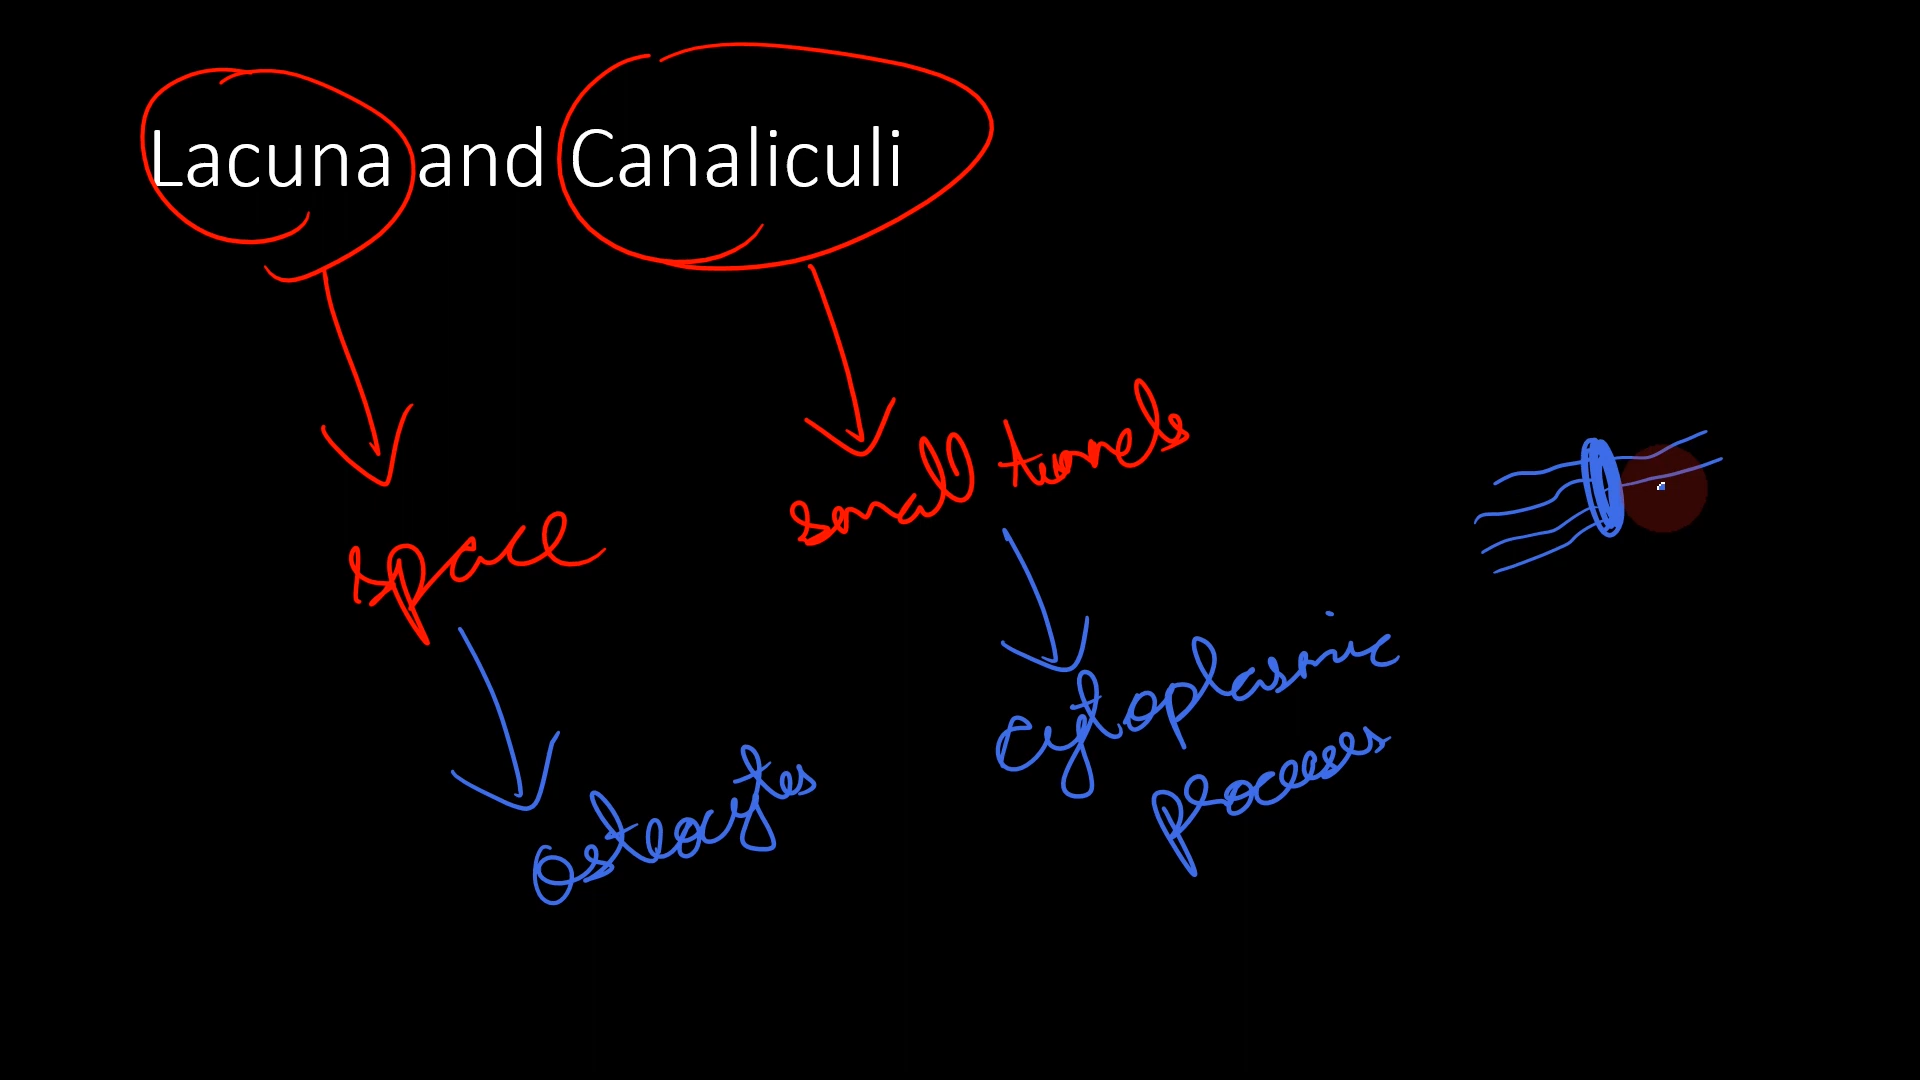 Lacuna and Canaliculi
small tunnels
space
cytoplasmic
processes
osteocytes